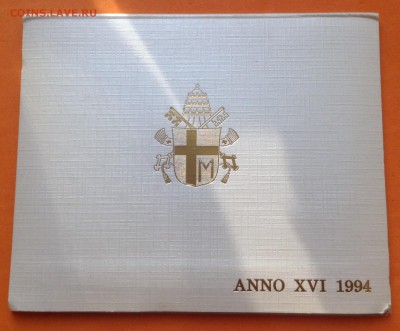 COINS.LAVE.RU
M
ANNO XVI 1994